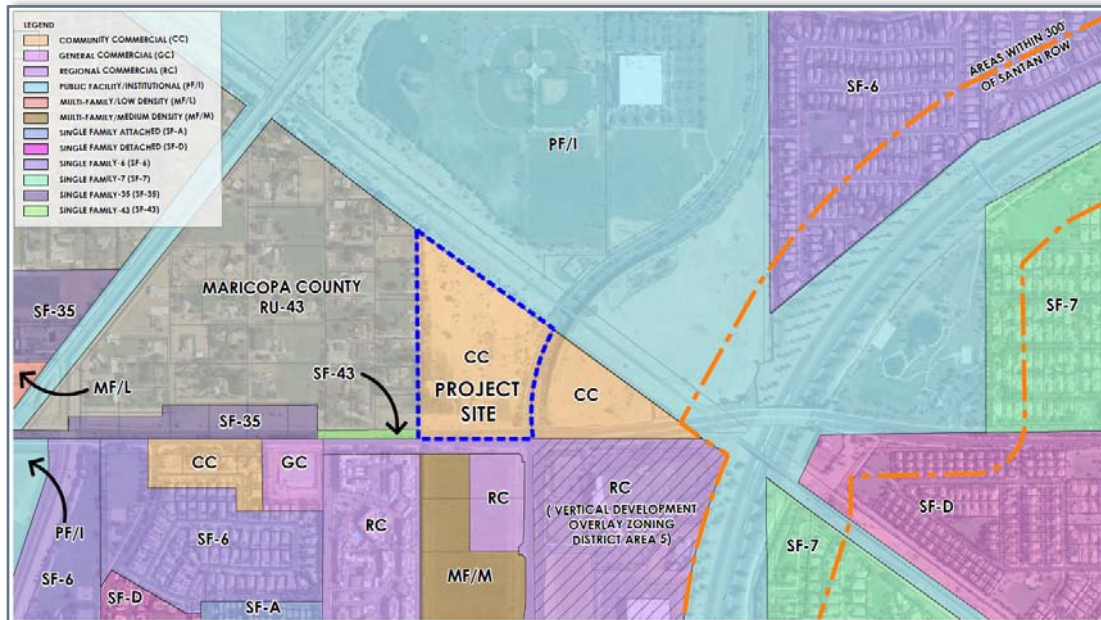 LEGEND
COMMUNITY COMMERCIAL (CC)
GENERAL COMMERCIAL (GC)
REGIONAL COMMERCIAL (RC)
PUBLIC FACILITY/INSTITUTIONAL (PF/I)
MULTI-FAMILY/LOW DENSITY (MF/L)
MULTI-FAMILY/MEDIUM DENSITY (MF/M)
SINGLE FAMILY ATTACHED (SF-A)
SINGLE FAMILY DETACHED (SF-D)
SINGLE FAMILY-6 (SF-6)
SINGLE FAMILY-7 (SF-7)
SINGLE FAMILY-35 (SF-35)
SINGLE FAMILY-43 (SF-43)
AREAS WITHIN 300'
OF SANTAN ROW
SF-6
PF/I
MARICOPA COUNTY
RU-43
SF-35
SF-7
CC
PROJECT
SITE
SF-43
MF/L
CC
SF-35
CC
GC
RC
RC
RC
( VERTICAL DEVELOPMENT
OVERLAY ZONING
DISTRICT AREA 5)
SF-D
PF/I
SF-6
SF-6
MF/M
SF-7
SF-D
SF-A